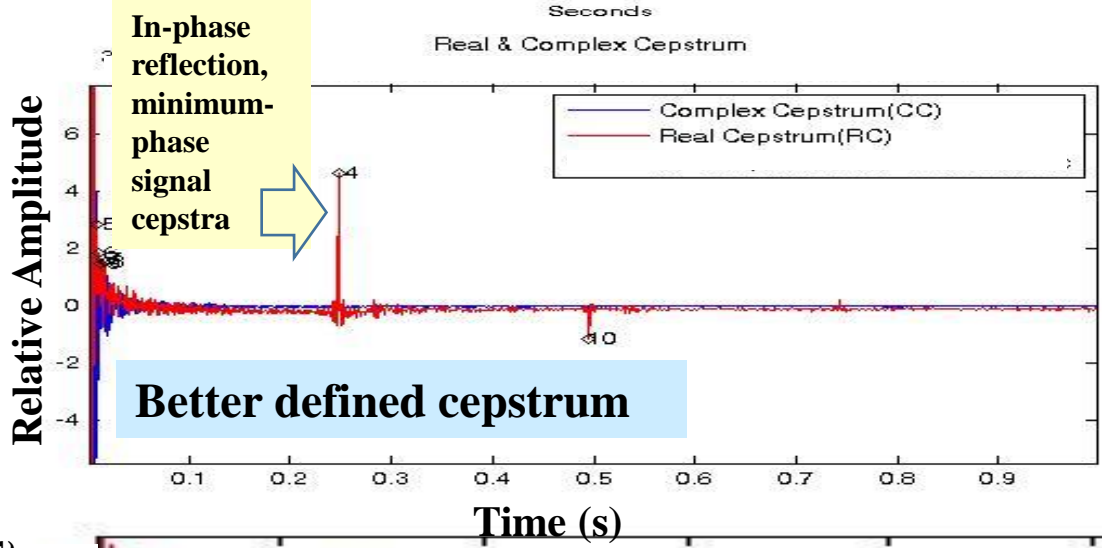 Seconds
Real & Complex Cepstrum
In-phase
reflection,
minimum-
phase
signal
cepstra
Complex Cepstrum(CC)
Real Cepstrum(RC)
Relative Amplitude
6
4
2
0
-2
-4
4
10
Better defined cepstrum
0.1 0.2 0.3 0.4 0.5 0.6 0.7 0.8 0.9
Time (s)